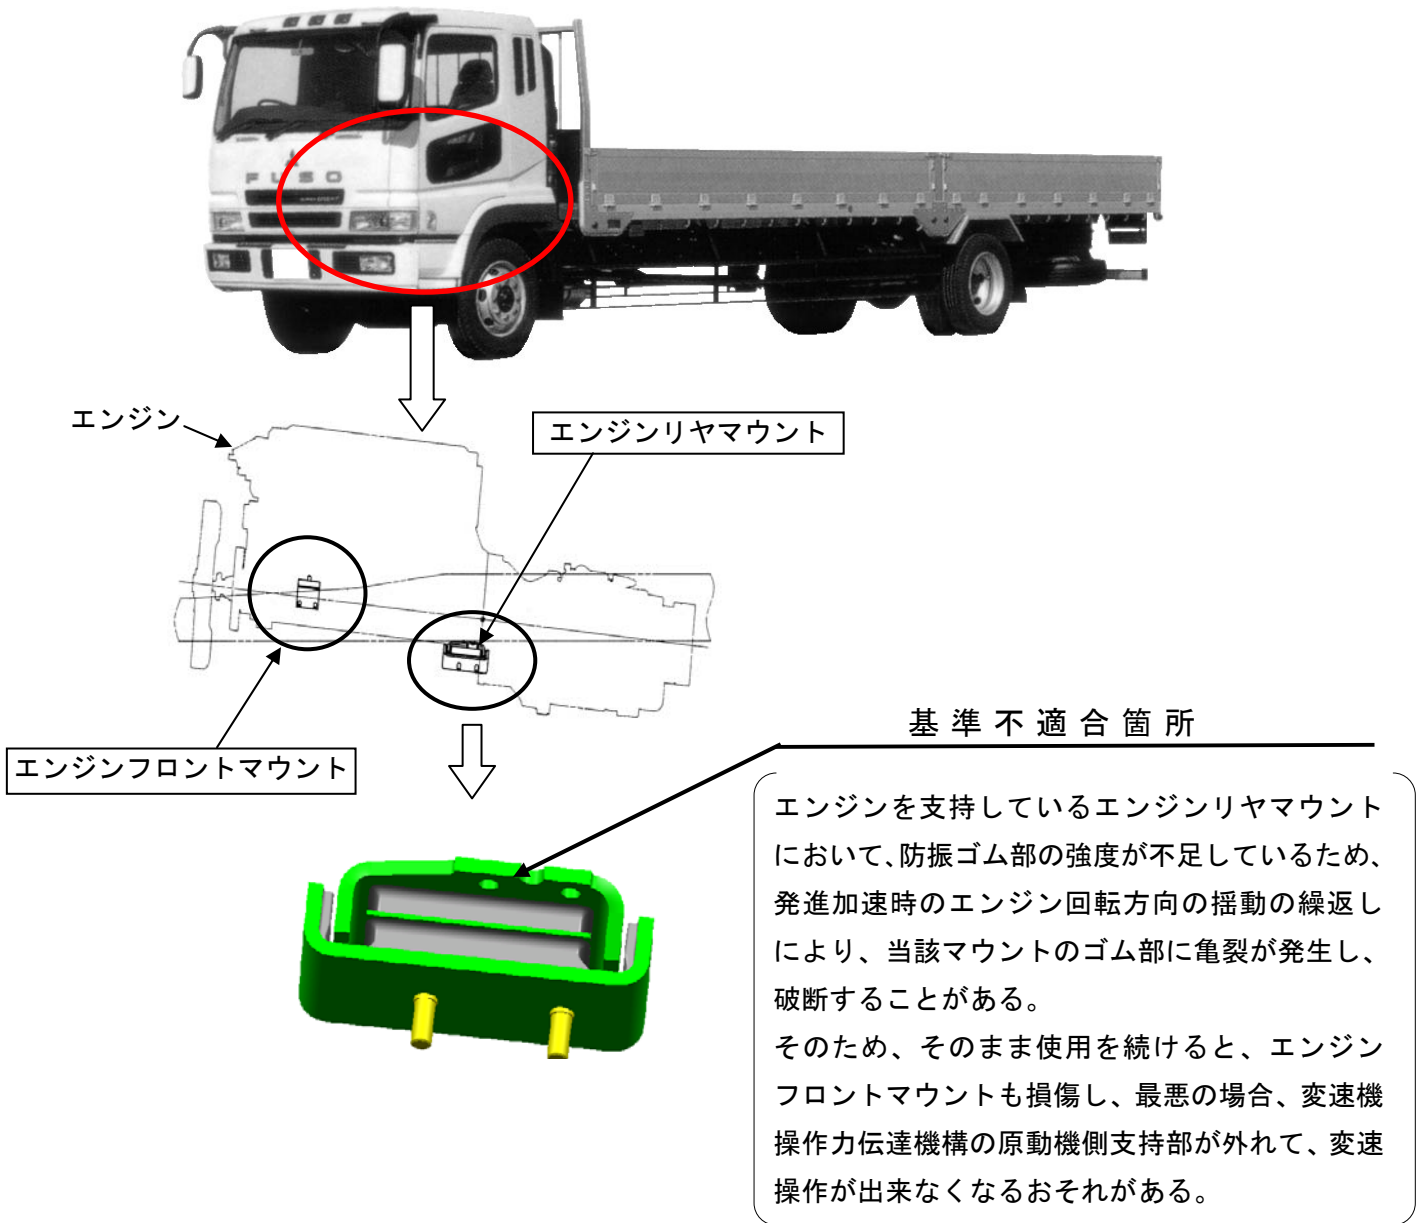 FUSO
エンジン
エンジンリヤマウント
エンジンフロントマウント
基準不適合箇所
エンジンを支持しているエンジンリヤマウント
において、防振ゴム部の強度が不足しているため、
発進加速時のエンジン回転方向の揺動の繰返し
により、当該マウントのゴム部に亀裂が発生し、
破断することがある。
そのため、そのまま使用を続けると、エンジン
フロントマウントも損傷し、最悪の場合、変速機
操作力伝達機構の原動機側支持部が外れて、変速
操作が出来なくなるおそれがある。